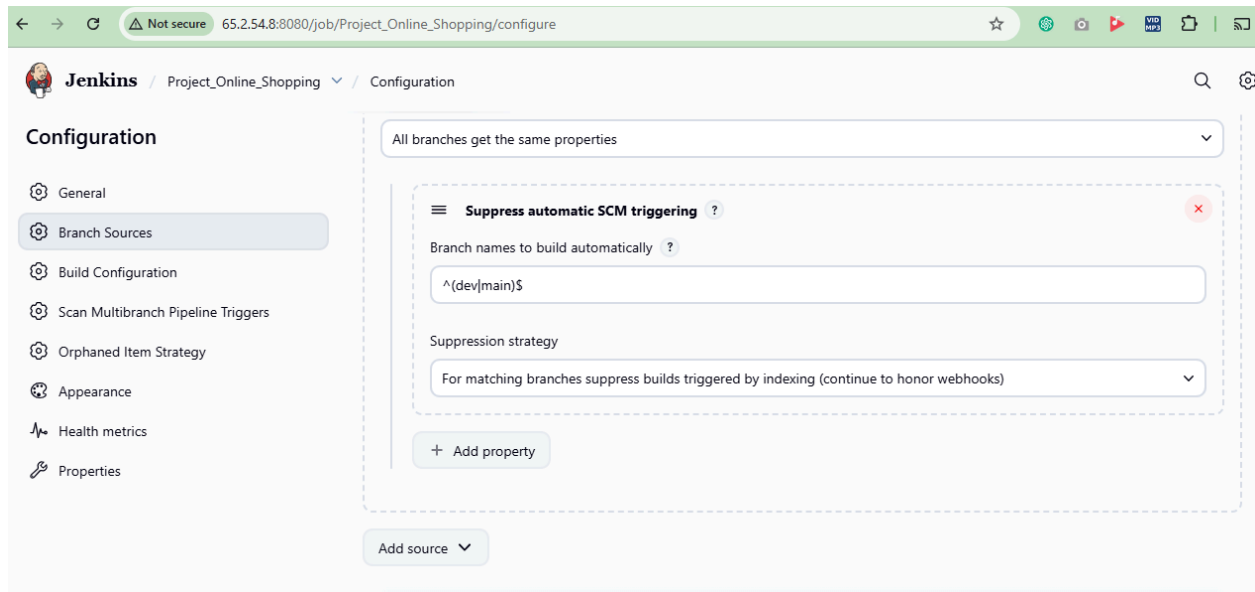 Not secure 65.2.54.8:8080/job/Project_Online_Shopping/configure
VID
MP3
Jenkins / Project_Online_Shopping / Configuration
Configuration
General
Branch Sources
Build Configuration
Scan Multibranch Pipeline Triggers
Orphaned Item Strategy
Appearance
Health metrics
Properties
All branches get the same properties
Suppress automatic SCM triggering ?
Branch names to build automatically ?
^(dev|main)$
Suppression strategy
For matching branches suppress builds triggered by indexing (continue to honor webhooks)
+ Add property
Add source